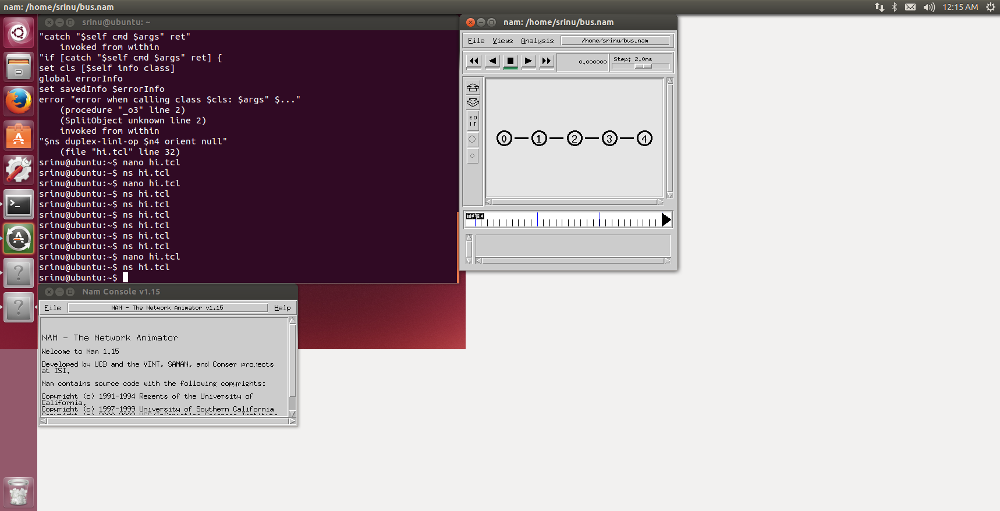 nam: /home/srinu/bus.nam
12:15 AM
srinu@ubuntu: ~
"catch "$self cmd $args" ret"
    invoked from within
"if [catch "$self cmd $args" ret] {
set cls [$self info class]
global errorInfo
set savedInfo $errorInfo
error "error when calling class $cls: $args" $..."
    (procedure "_o3" line 2)
    (SplitObject unknown line 2)
    invoked from within
"$ns duplex-linl-op $n4 orient null"
    (file "hi.tcl" line 32)
srinu@ubuntu:~$ nano hi.tcl
srinu@ubuntu:~$ ns hi.tcl
srinu@ubuntu:~$ nano hi.tcl
srinu@ubuntu:~$ ns hi.tcl
srinu@ubuntu:~$ ns hi.tcl
srinu@ubuntu:~$ ns hi.tcl
srinu@ubuntu:~$ ns hi.tcl
srinu@ubuntu:~$ ns hi.tcl
srinu@ubuntu:~$ ns hi.tcl
srinu@ubuntu:~$ nano hi.tcl
srinu@ubuntu:~$ ns hi.tcl
srinu@ubuntu:~$
nam: /home/srinu/bus.nam
File Views Analysis /home/srinu/bus.nam
0.000000 Step: 2.0ms
ED
IT
0 1 2 3 4
TIME
Nam Console v1.15
File NAM - The Network Animator v1.15 Help
NAM - The Network Animator
Welcome to Nam 1.15
Developed by UCB and the VINT, SAMAN, and Conser projects
at ISI.
Nam contains source code with the following copyrights:
Copyright (c) 1991-1994 Regents of the University of
California.
Copyright (c) 1997-1999 University of Southern California